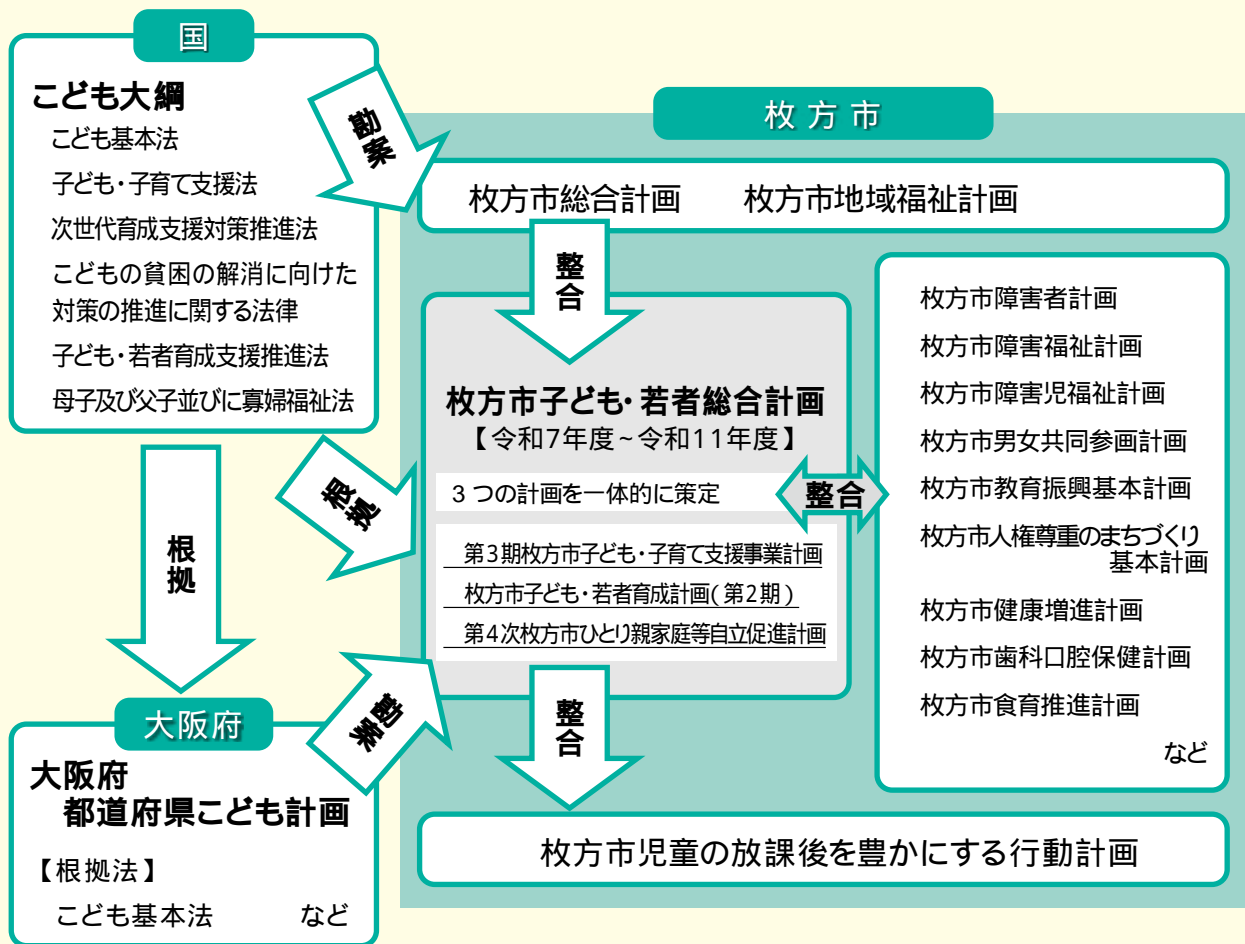 国
こども大綱
こども基本法
子ども・子育て支援法
次世代育成支援対策推進法
こどもの貧困の解消に向けた
対策の推進に関する法律
子ども・若者育成支援推進法
母子及び父子並びに寡婦福祉法
勘案
根拠
根拠
大阪府
大阪府
都道府県こども計画
【根拠法】
こども基本法 など
勘案
枚方市
枚方市総合計画 枚方市地域福祉計画
整合
枚方市子ども・若者総合計画
【令和7年度~令和11年度】
3つの計画を一体的に策定
第3期枚方市子ども・子育て支援事業計画
枚方市子ども・若者育成計画(第2期)
第4次枚方市ひとり親家庭等自立促進計画
整合
整合
枚方市障害者計画
枚方市障害福祉計画
枚方市障害児福祉計画
枚方市男女共同参画計画
枚方市教育振興基本計画
枚方市人権尊重のまちづくり
基本計画
枚方市健康増進計画
枚方市歯科口腔保健計画
枚方市食育推進計画
など
枚方市児童の放課後を豊かにする行動計画